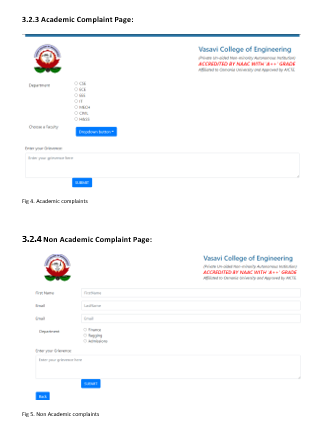 3.2.3 Academic Complaint Page:
Vasavi College of Engineering
(Private Un-aided Non-minority Autonomous Institution)
ACCREDITED BY NAAC WITH 'A++' GRADE
Affiliated to Osmania University and Approved by AICTE.
Department
CSE
ECE
EEE
IT
MECH
CIVIL
H&SS
Choose a Faculty
Dropdown button
Enter your Grievance:
Enter your grievance here
SUBMIT
Fig 4. Academic complaints
3.2.4 Non Academic Complaint Page:
Vasavi College of Engineering
(Private Un-aided Non-minority Autonomous Institution)
ACCREDITED BY NAAC WITH 'A++' GRADE
Affiliated to Osmania University and Approved by AICTE.
First Name
FirstName
Email
LastName
Email
Email
Department
Finance
Ragging
Admissions
Enter your Grievance:
Enter your grievance here
SUBMIT
Back
Fig 5. Non Academic complaints